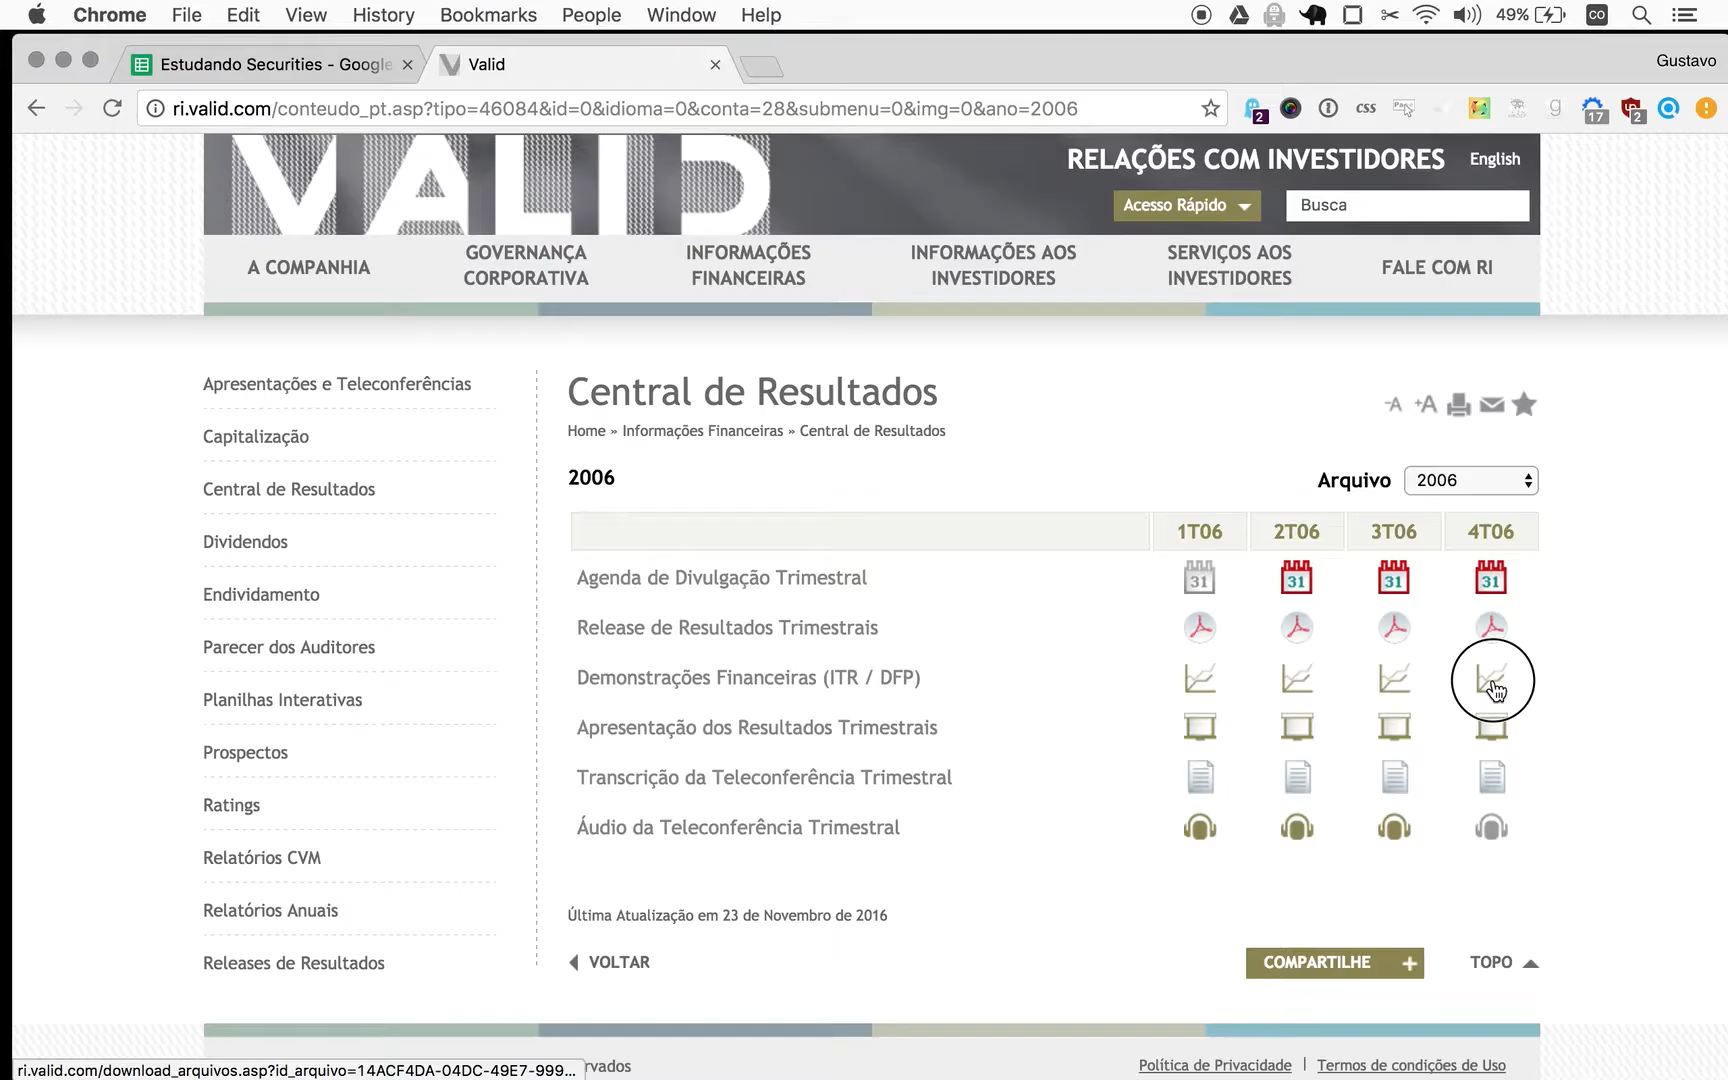 Chrome File Edit View History Bookmarks People Window Help 49% CO
Estudando Securities - Google
Valid
Gustavo
ri.valid.com/conteudo_pt.asp?tipo=46084&id=0&idioma=0&conta=28&submenu=0&img=0&ano=2006
2 css g 17 2
VALID
RELAÇÕES COM INVESTIDORES English
Acesso Rápido Busca
A COMPANHIA
GOVERNANÇA
CORPORATIVA
INFORMAÇÕES
FINANCEIRAS
INFORMAÇÕES AOS
INVESTIDORES
SERVIÇOS AOS
INVESTIDORES
FALE COM RI
Apresentações e Teleconferências
Capitalização
Central de Resultados
Dividendos
Endividamento
Parecer dos Auditores
Planilhas Interativas
Prospectos
Ratings
Relatórios CVM
Relatórios Anuais
Releases de Resultados
Central de Resultados
-A +A
Home » Informações Financeiras » Central de Resultados
2006 Arquivo 2006
1T06 2T06 3T06 4T06
Agenda de Divulgação Trimestral 31 31 31 31
Release de Resultados Trimestrais
Demonstrações Financeiras (ITR / DFP)
Apresentação dos Resultados Trimestrais
Transcrição da Teleconferência Trimestral
Áudio da Teleconferência Trimestral
Última Atualização em 23 de Novembro de 2016
VOLTAR COMPARTILHE + TOPO
rvados Política de Privacidade | Termos de condições de Uso
ri.valid.com/download_arquivos.asp?id_arquivo=14ACF4DA-04DC-49E7-999...